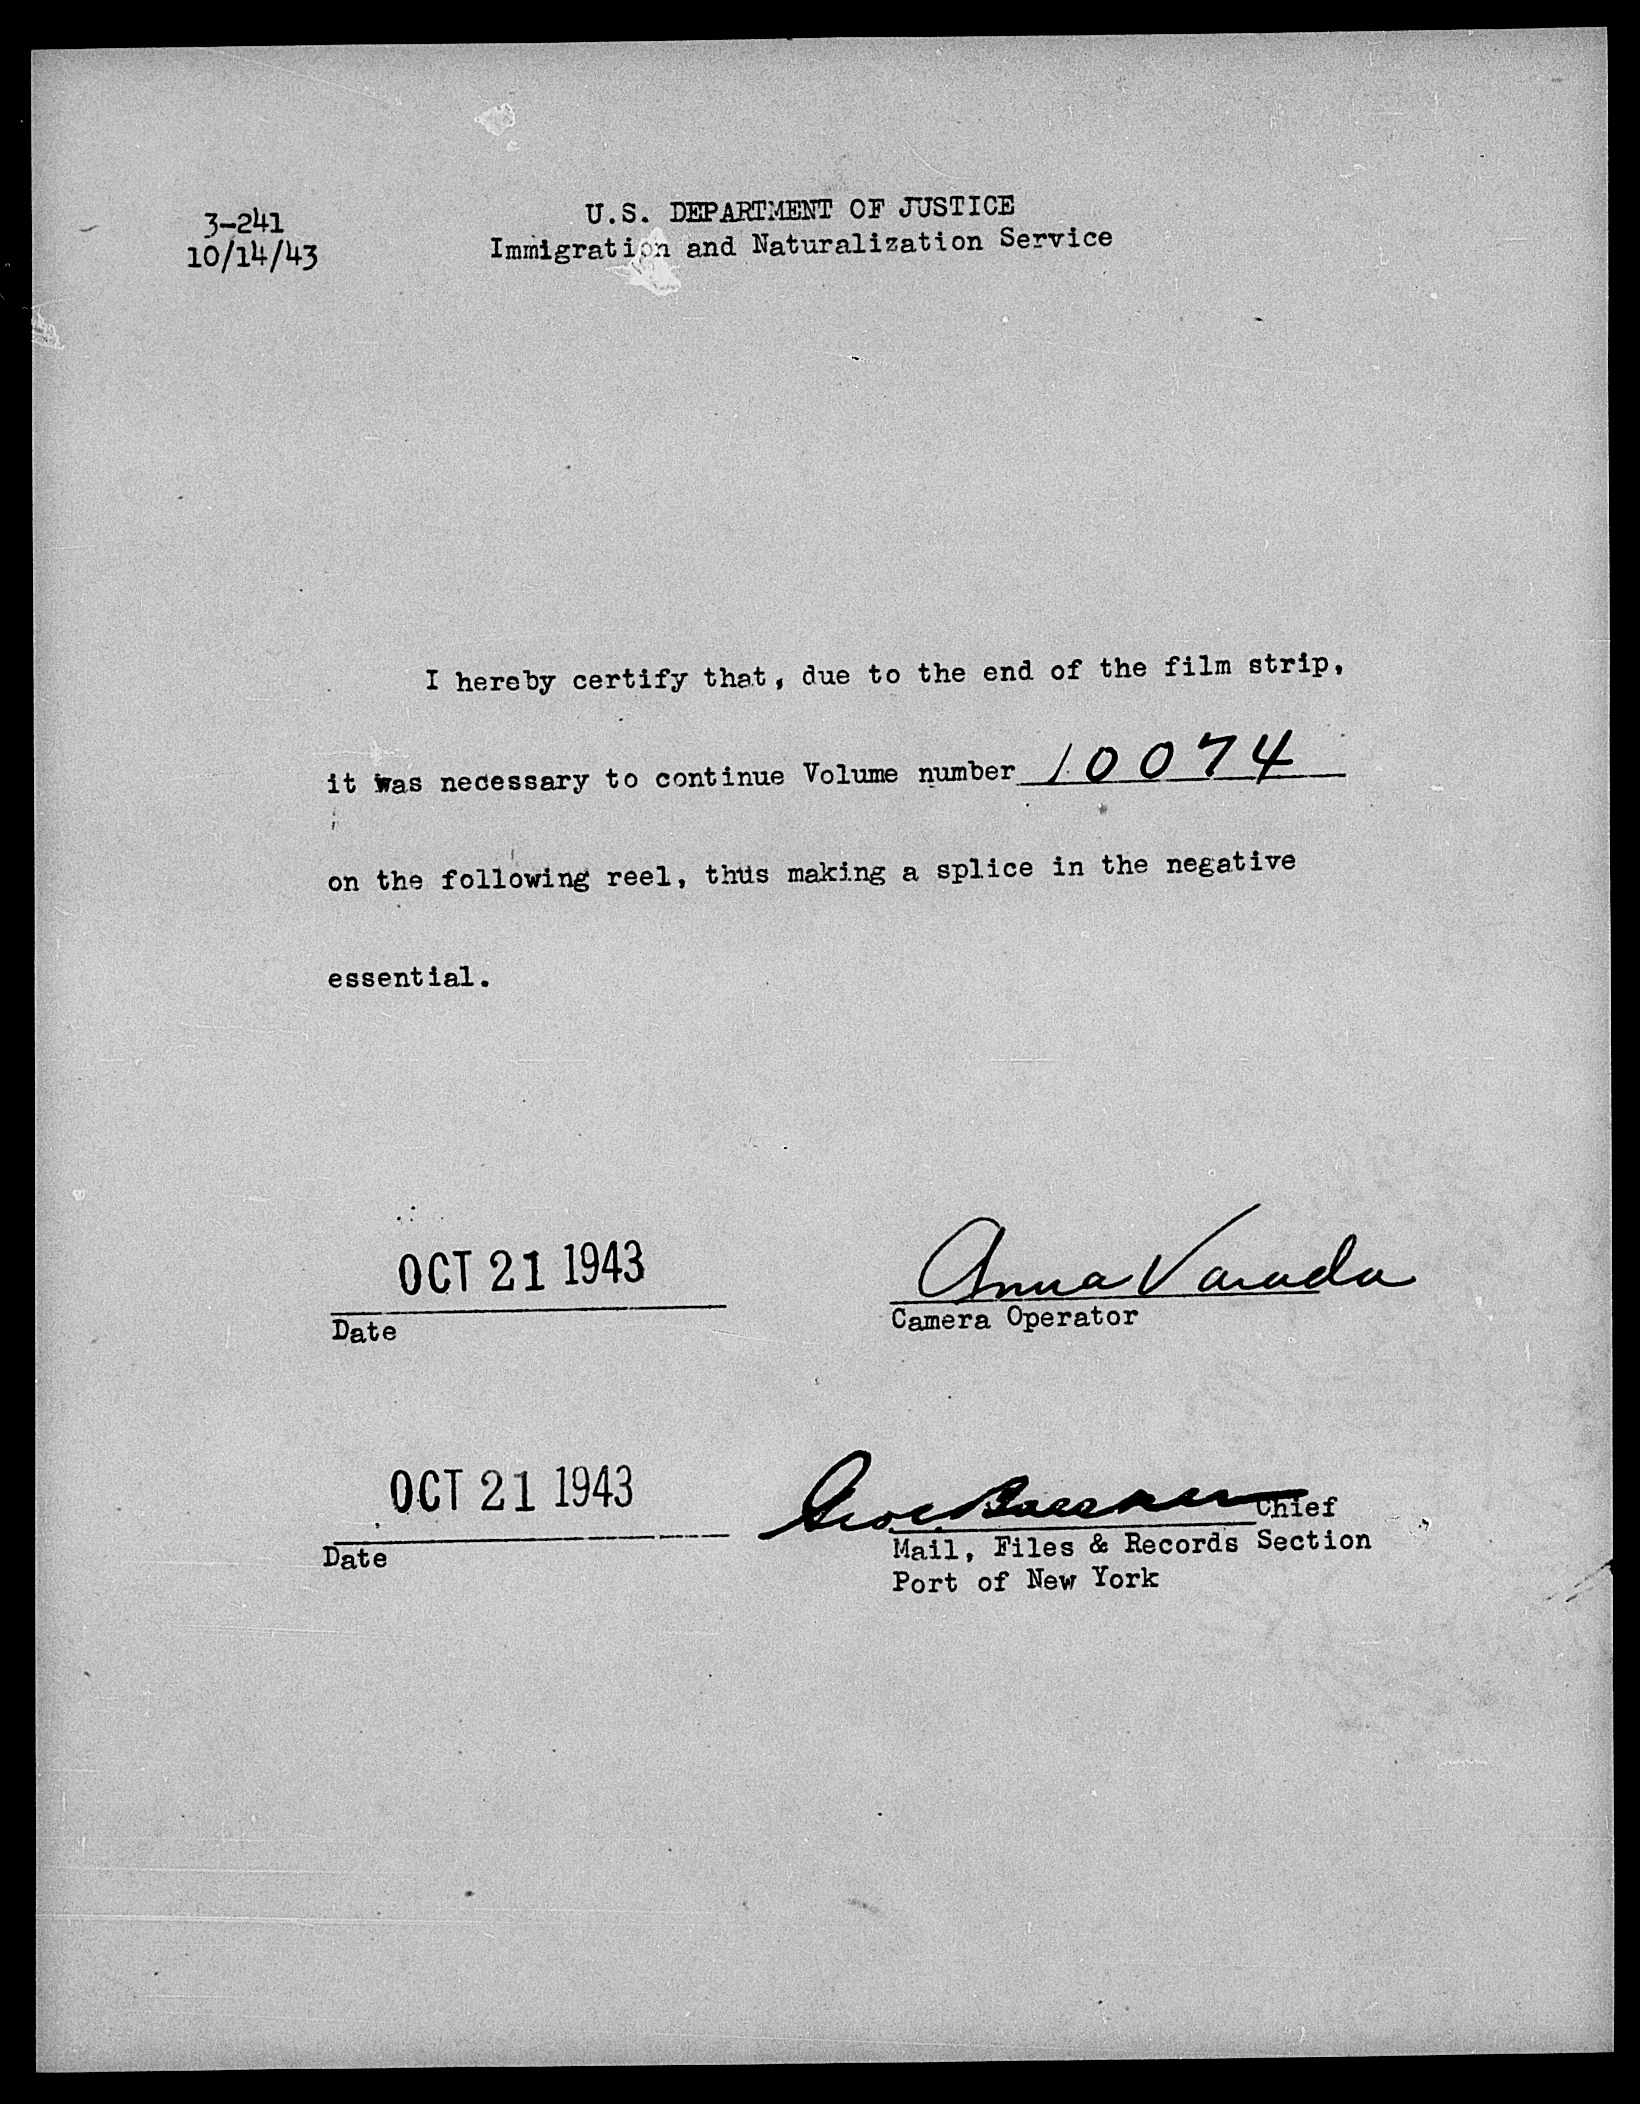 3-241
10/14/43
U.S. DEPARTMENT OF JUSTICE
Immigration and Naturalization Service
I hereby certify that, due to the end of the film strip,
it was necessary to continue Volume number 10074
on the following reel, thus making a splice in the negative
essential.
OCT 21 1943
Date
Anna Varada
Camera Operator
OCT 21 1943
Date
Chief
Mail, Files & Records Section
Port of New York